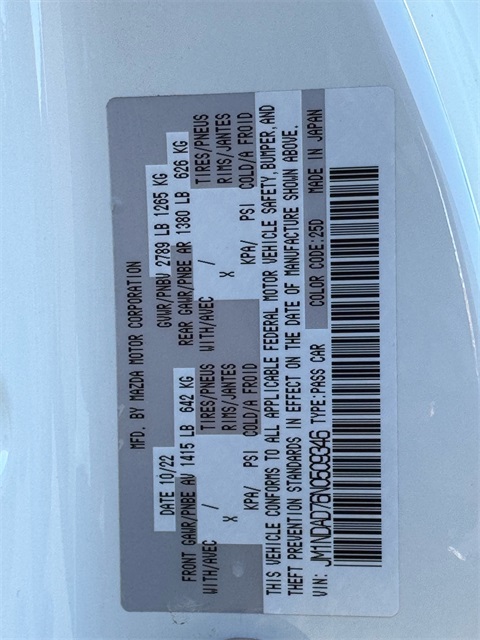 MFD. BY MAZDA MOTOR CORPORATION
DATE 10/22 GVWR/PNBV 2789 LB 1265 KG
FRONT GAWR/PNBE AV 1415 LB 642 KG REAR GAWR/PNBE AR 1380 LB 626 KG
WITH/AVEC / TIRES/PNEUS WITH/AVEC / TIRES/PNEUS
X RIMS/JANTES X RIMS/JANTES
KPA/ PSI COLD/A FROID KPA/ PSI COLD/A FROID
THIS VEHICLE CONFORMS TO ALL APPLICABLE FEDERAL MOTOR VEHICLE SAFETY, BUMPER, AND
THEFT PREVENTION STANDARDS IN EFFECT ON THE DATE OF MANUFACTURE SHOWN ABOVE.
VIN: JM1NDAD76N0509346 TYPE:PASS CAR COLOR CODE:25D MADE IN JAPAN